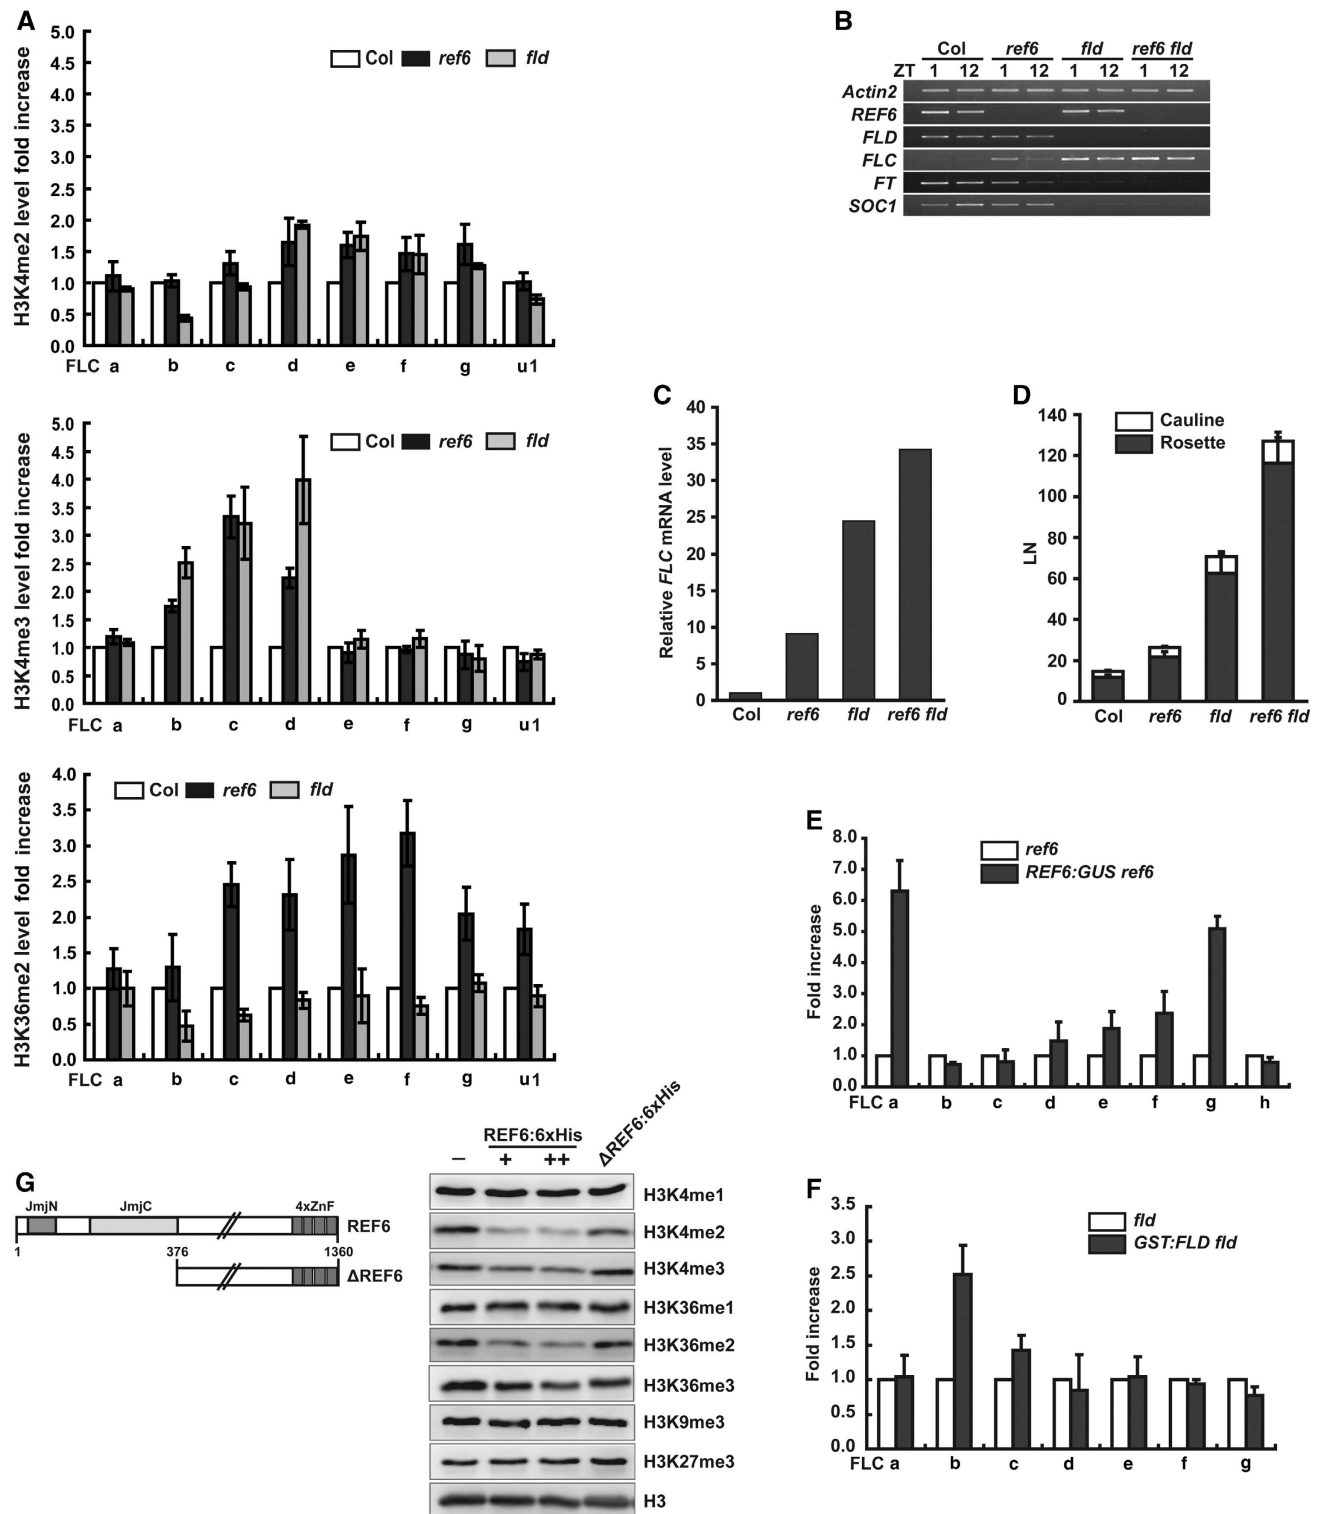 A
H3K4me2 level fold increase
5.0
4.5
4.0
3.5
3.0
2.5
2.0
1.5
1.0
0.5
0.0
Col ref6 fld
FLC a b c d e f g u1
H3K4me3 level fold increase
5.0
4.5
4.0
3.5
3.0
2.5
2.0
1.5
1.0
0.5
0.0
Col ref6 fld
FLC a b c d e f g u1
H3K36me2 level fold increase
4.0
3.5
3.0
2.5
2.0
1.5
1.0
0.5
0.0
Col ref6 fld
FLC a b c d e f g u1
B
Col ref6 fld ref6 fld
ZT 1 12 1 12 1 12 1 12
Actin2
REF6
FLD
FLC
FT
SOC1
C
Relative FLC mRNA level
40
35
30
25
20
15
10
5
0
Col ref6 fld ref6 fld
D
LN
140
120
100
80
60
40
20
0
Cauline
Rosette
Col ref6 fld ref6 fld
E
Fold increase
8.0
7.0
6.0
5.0
4.0
3.0
2.0
1.0
0.0
ref6
REF6:GUS ref6
FLC a b c d e f g h
F
Fold increase
3.5
3.0
2.5
2.0
1.5
1.0
0.5
0.0
fld
GST:FLD fld
FLC a b c d e f g
G
JmjN JmjC 4xZnF
REF6
1 376 1360
ΔREF6
REF6:6xHis ΔREF6:6xHis
− + ++
H3K4me1
H3K4me2
H3K4me3
H3K36me1
H3K36me2
H3K36me3
H3K9me3
H3K27me3
H3